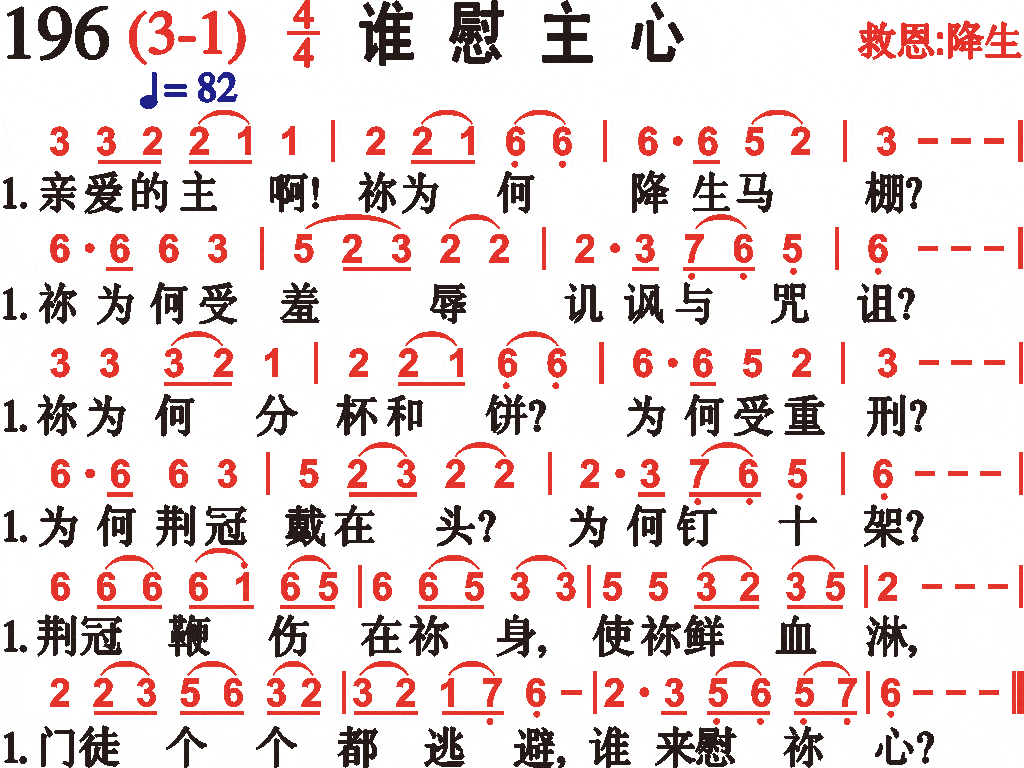 196 (3-1) 4/4 谁慰主心 救恩:降生
♩= 82
3 3 2 2 1 1 | 2 2 1 6̣ 6̣ | 6 · 6 5 2 | 3 - - - |
1. 亲爱的主 啊! 祢为 何 降 生马 棚?
6 · 6 6 3 | 5 2 3 2 2 | 2 · 3 7̣ 6̣ 5̣ | 6̣ - - - |
1. 祢为何受 羞 辱 讥讽与 咒 诅?
3 3 3 2 1 | 2 2 1 6̣ 6̣ | 6 · 6 5 2 | 3 - - - |
1. 祢为 何 分 杯和 饼? 为何受重 刑?
6 · 6 6 3 | 5 2 3 2 2 | 2 · 3 7̣ 6̣ 5̣ | 6̣ - - - |
1. 为何荆冠 戴在 头? 为何钉 十 架?
6 6 6 6 1̇ 6 5 | 6 6 5 3 3 | 5 5 3 2 3 5 | 2 - - - |
1. 荆冠 鞭 伤 在祢 身, 使祢鲜 血 淋,
2 2 3 5 6 3 2 | 3 2 1 7̣ 6̣ - | 2 · 3 5̣ 6̣ 5̣ 7̣ | 6̣ - - - ‖
1. 门徒 个 个 都 逃 避, 谁 来慰 祢 心?